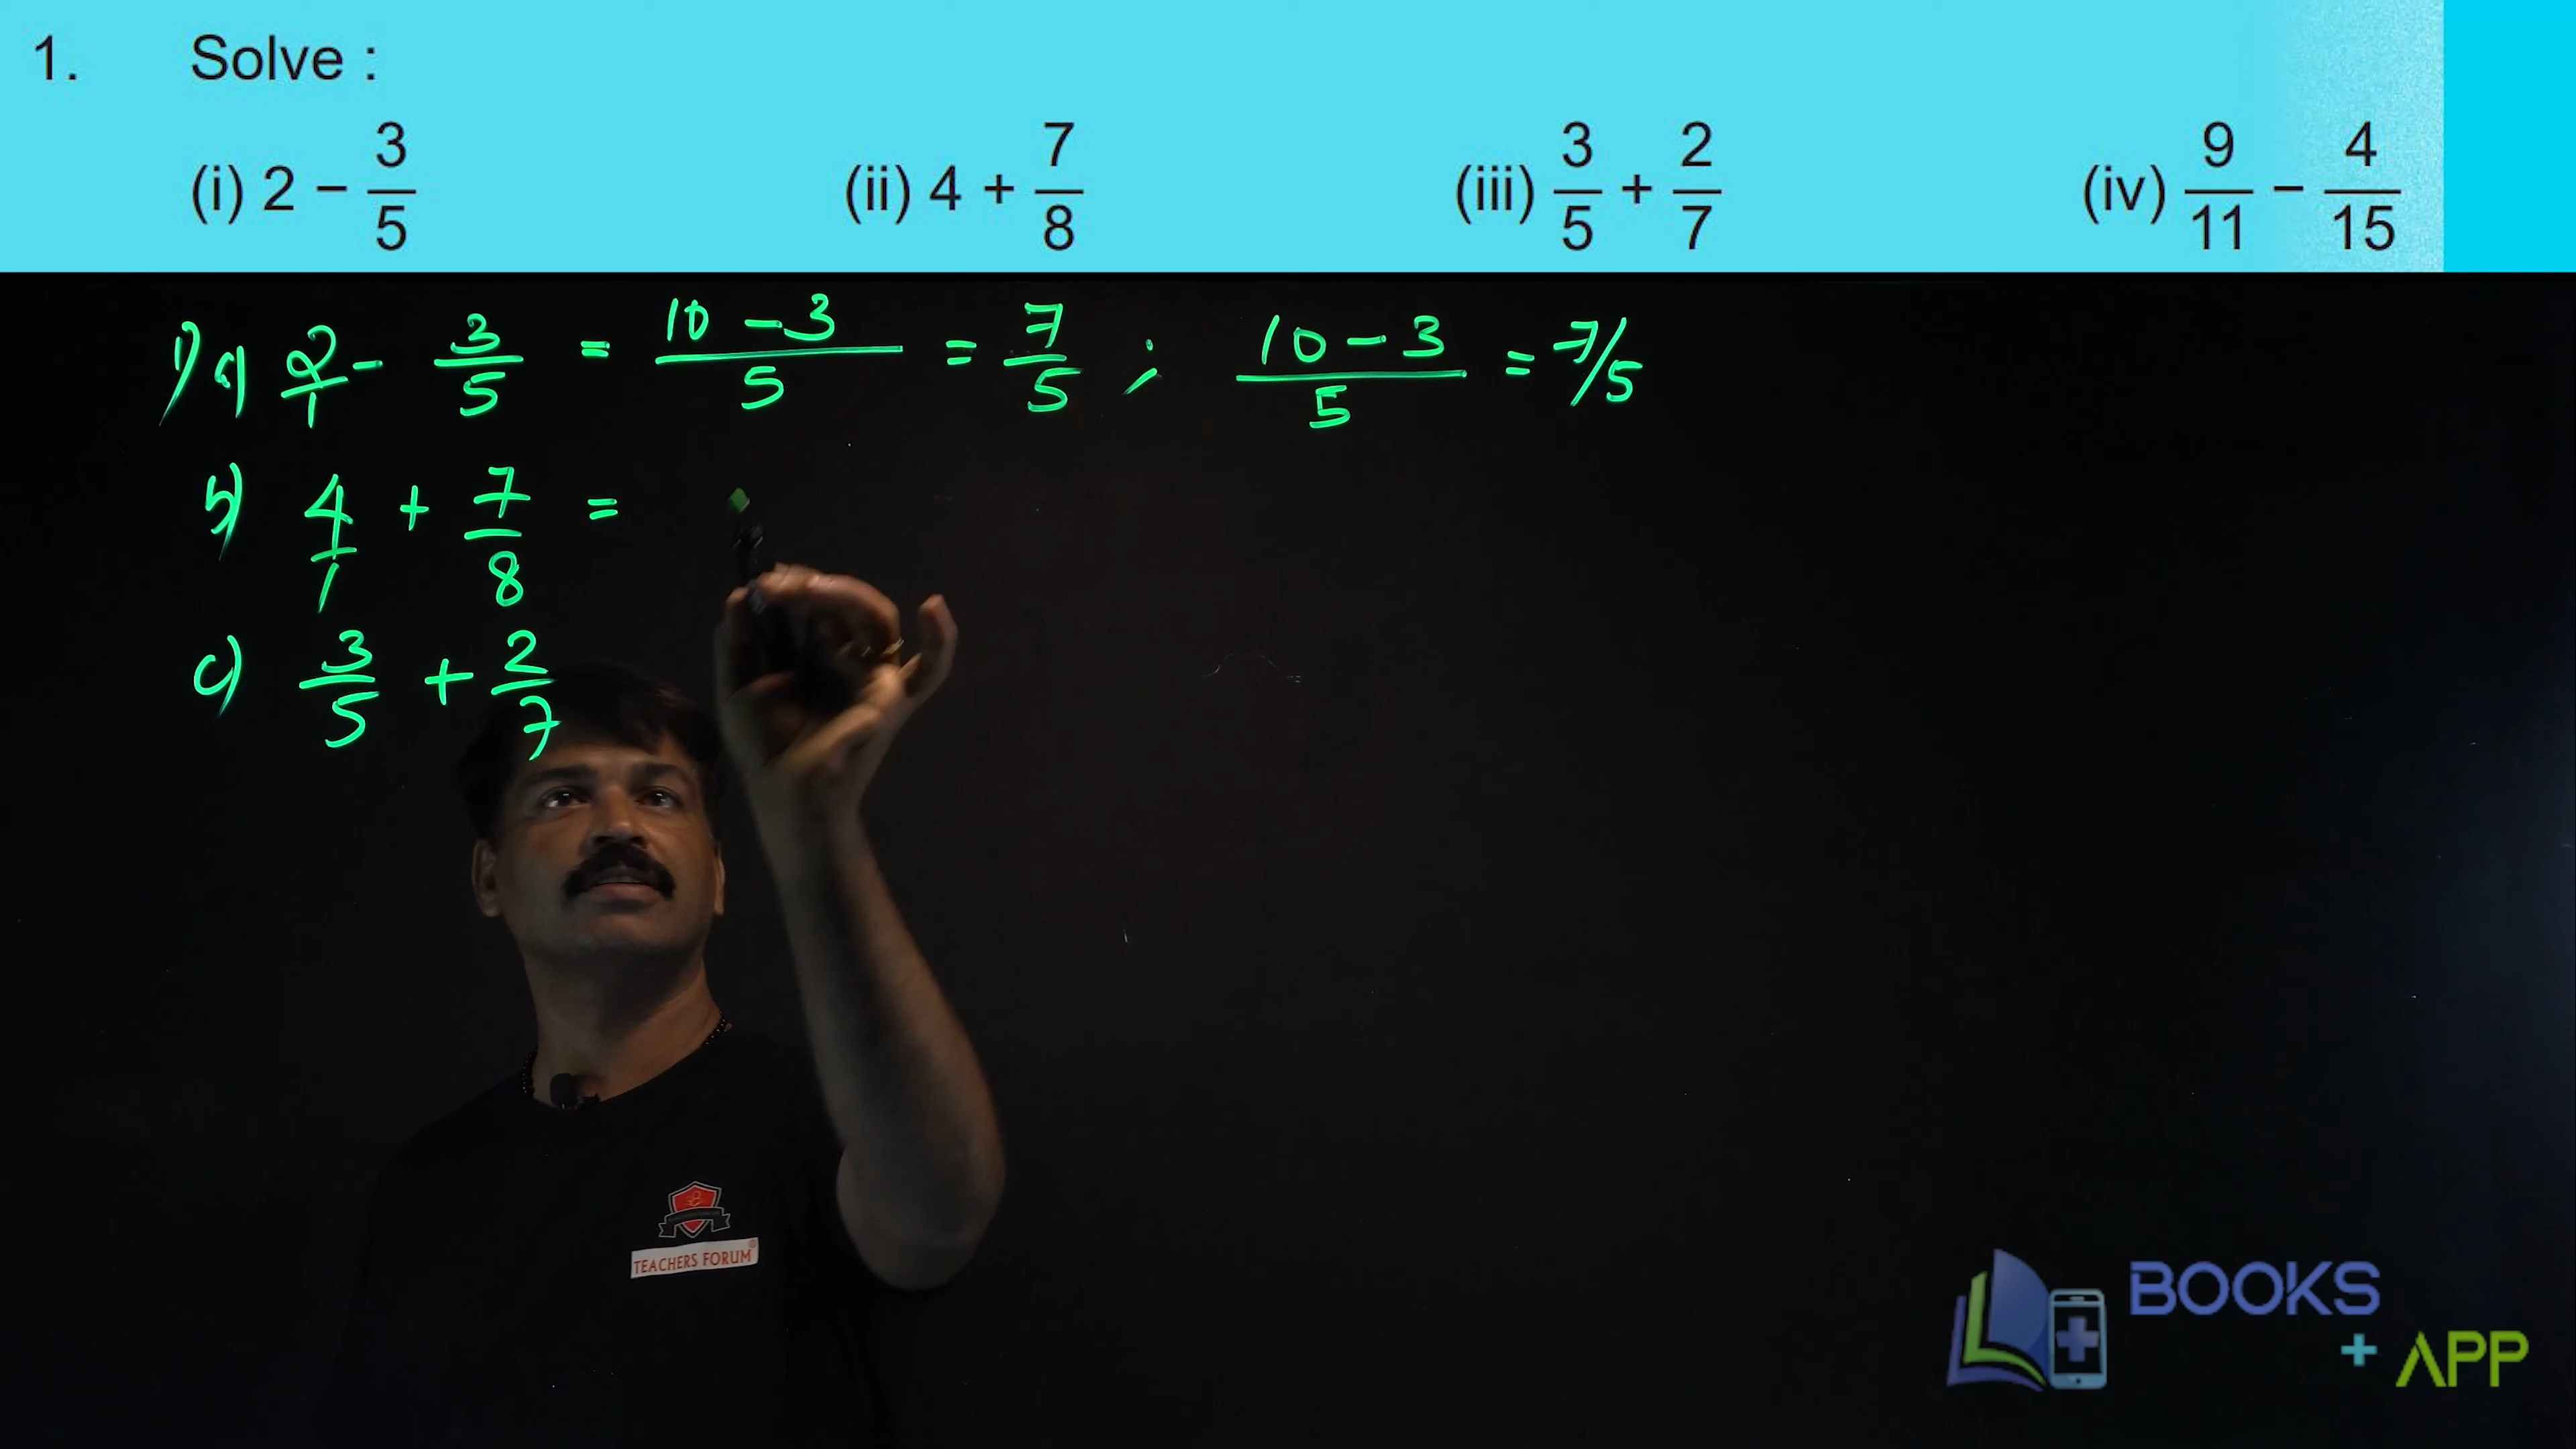 1. Solve :
(i) 2 − 3/5 (ii) 4 + 7/8 (iii) 3/5 + 2/7 (iv) 9/11 − 4/15
1) a) 2/1 - 3/5 = 10 - 3/5 = 7/5 ; 10 - 3/5 = 7/5
b) 4/1 + 7/8 =
c) 3/5 + 2/7
TEACHERS FORUM
BOOKS
+ APP